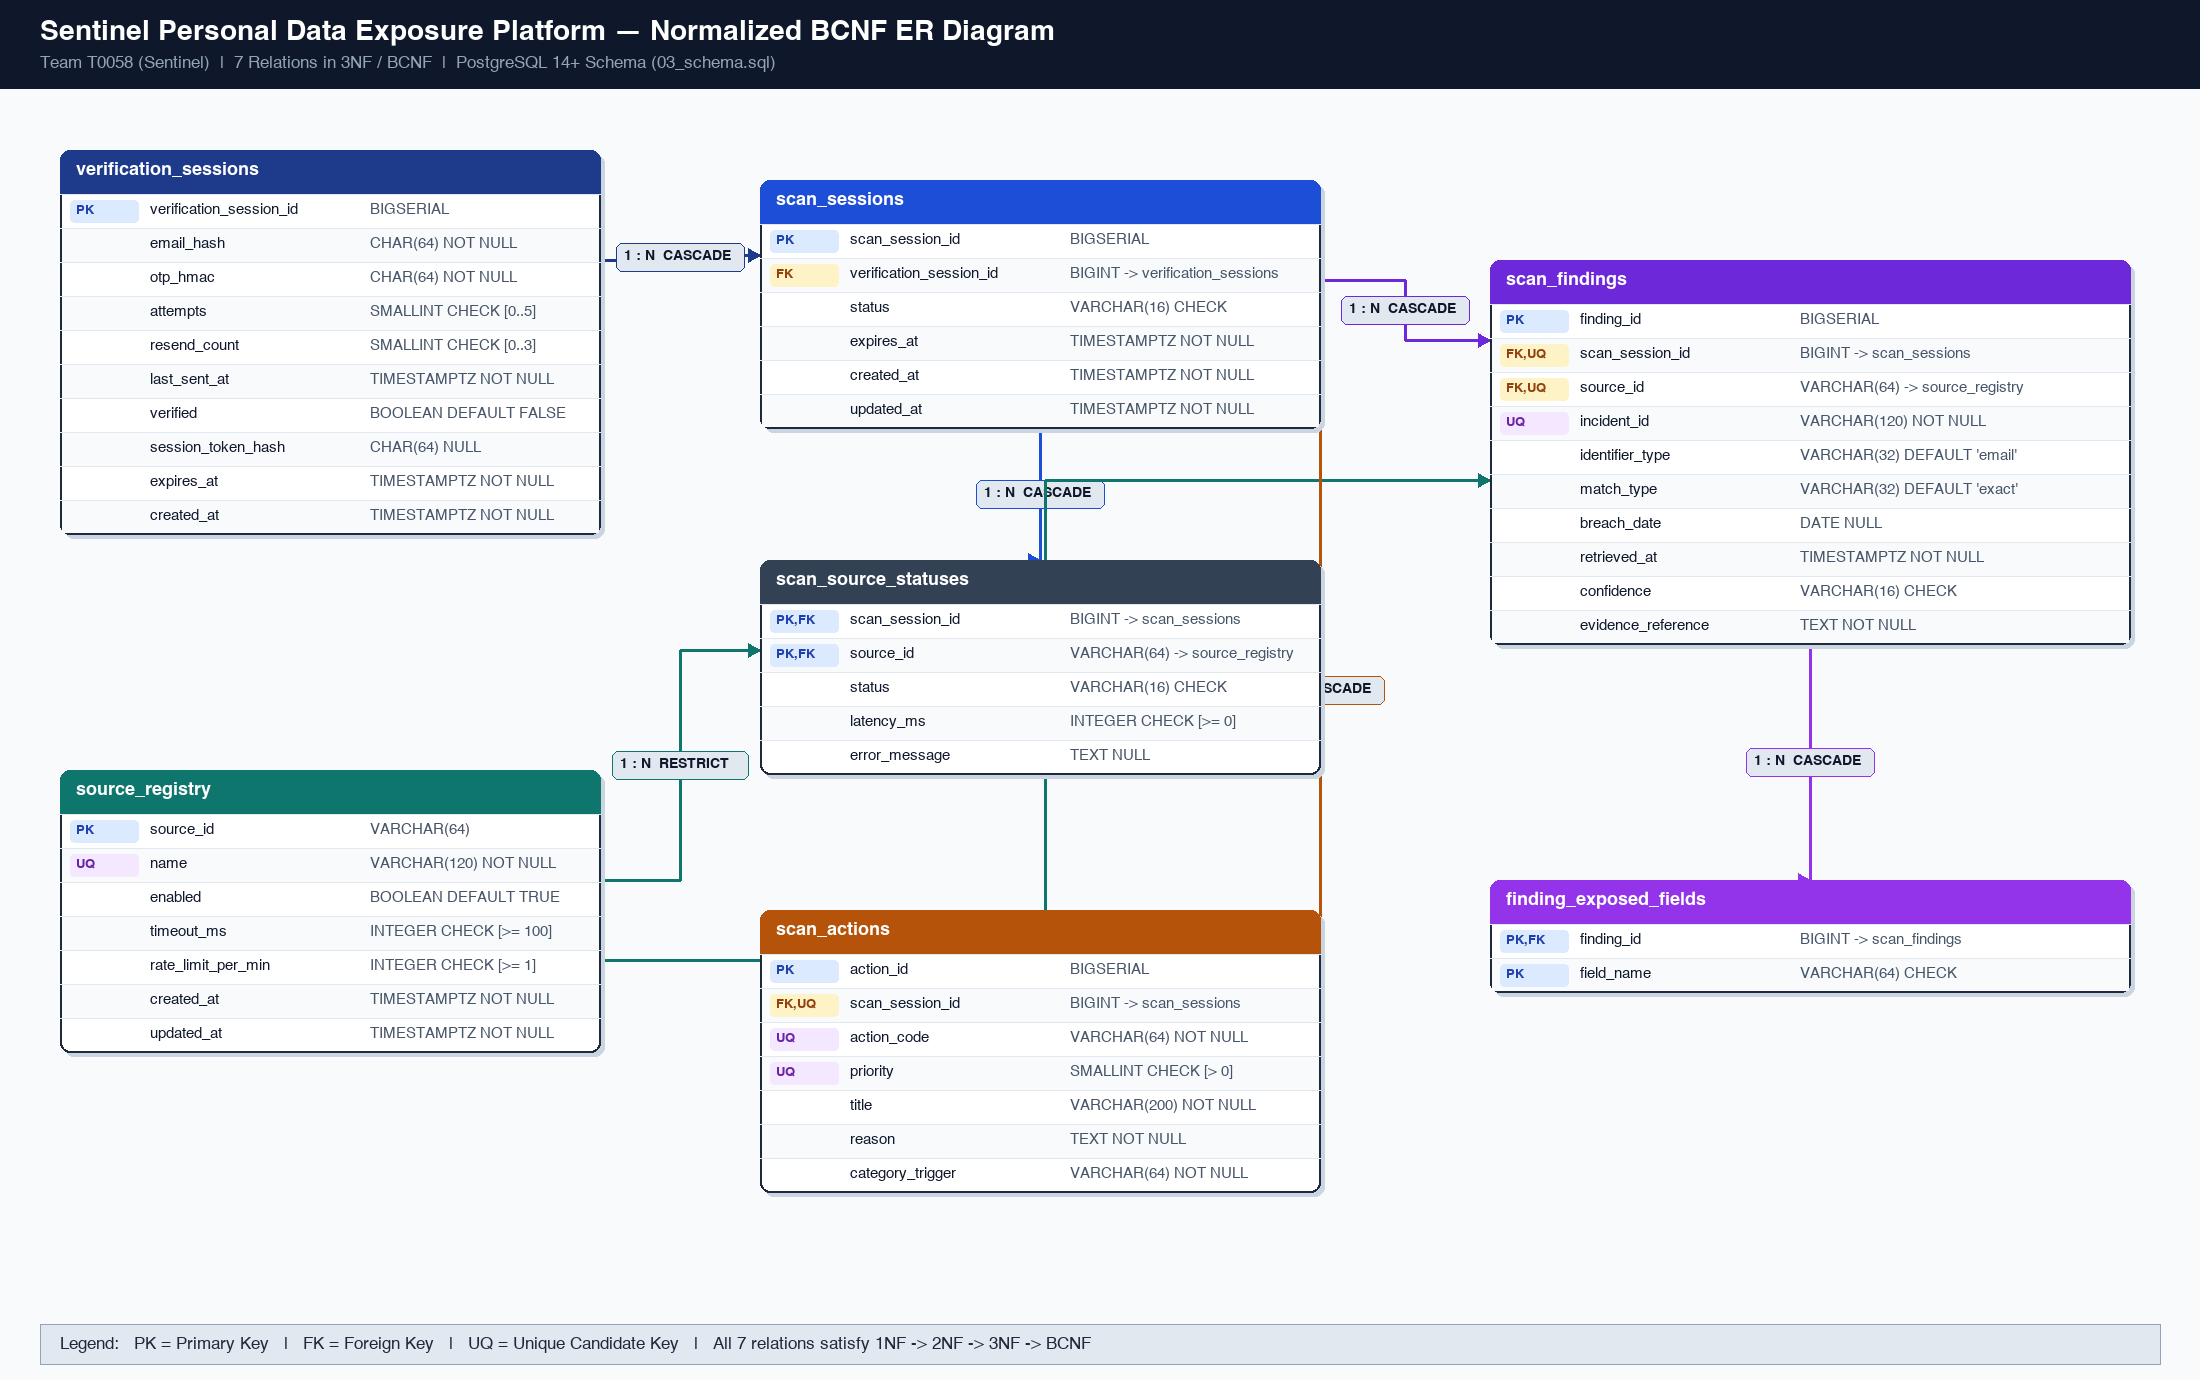 Sentinel Personal Data Exposure Platform — Normalized BCNF ER Diagram
Team T0058 (Sentinel) | 7 Relations in 3NF / BCNF | PostgreSQL 14+ Schema (03_schema.sql)
verification_sessions
PK verification_session_id BIGSERIAL
email_hash CHAR(64) NOT NULL
otp_hmac CHAR(64) NOT NULL
attempts SMALLINT CHECK [0..5]
resend_count SMALLINT CHECK [0..3]
last_sent_at TIMESTAMPTZ NOT NULL
verified BOOLEAN DEFAULT FALSE
session_token_hash CHAR(64) NULL
expires_at TIMESTAMPTZ NOT NULL
created_at TIMESTAMPTZ NOT NULL
1 : N CASCADE
scan_sessions
PK scan_session_id BIGSERIAL
FK verification_session_id BIGINT -> verification_sessions
status VARCHAR(16) CHECK
expires_at TIMESTAMPTZ NOT NULL
created_at TIMESTAMPTZ NOT NULL
updated_at TIMESTAMPTZ NOT NULL
1 : N CASCADE
scan_findings
PK finding_id BIGSERIAL
FK,UQ scan_session_id BIGINT -> scan_sessions
FK,UQ source_id VARCHAR(64) -> source_registry
UQ incident_id VARCHAR(120) NOT NULL
identifier_type VARCHAR(32) DEFAULT 'email'
match_type VARCHAR(32) DEFAULT 'exact'
breach_date DATE NULL
retrieved_at TIMESTAMPTZ NOT NULL
confidence VARCHAR(16) CHECK
evidence_reference TEXT NOT NULL
1 : N CASCADE
scan_source_statuses
PK,FK scan_session_id BIGINT -> scan_sessions
PK,FK source_id VARCHAR(64) -> source_registry
status VARCHAR(16) CHECK
latency_ms INTEGER CHECK [>= 0]
error_message TEXT NULL
SCADE
1 : N RESTRICT
1 : N CASCADE
source_registry
PK source_id VARCHAR(64)
UQ name VARCHAR(120) NOT NULL
enabled BOOLEAN DEFAULT TRUE
timeout_ms INTEGER CHECK [>= 100]
rate_limit_per_min INTEGER CHECK [>= 1]
created_at TIMESTAMPTZ NOT NULL
updated_at TIMESTAMPTZ NOT NULL
scan_actions
PK action_id BIGSERIAL
FK,UQ scan_session_id BIGINT -> scan_sessions
UQ action_code VARCHAR(64) NOT NULL
UQ priority SMALLINT CHECK [> 0]
title VARCHAR(200) NOT NULL
reason TEXT NOT NULL
category_trigger VARCHAR(64) NOT NULL
finding_exposed_fields
PK,FK finding_id BIGINT -> scan_findings
PK field_name VARCHAR(64) CHECK
Legend: PK = Primary Key | FK = Foreign Key | UQ = Unique Candidate Key | All 7 relations satisfy 1NF -> 2NF -> 3NF -> BCNF